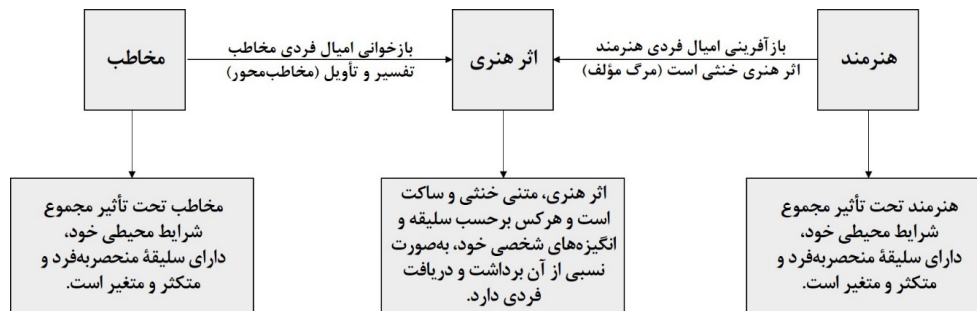 هنرمند
بازآفرینی امیال فردی هنرمند
اثر هنری خنثی است (مرگ مؤلف)
اثر هنری
بازخوانی امیال فردی مخاطب
تفسیر و تأویل (مخاطب‌محور)
مخاطب
هنرمند تحت تأثیر مجموع
شرایط محیطی خود،
دارای سلیقهٔ منحصربه‌فرد و
متکثر و متغیر است.
اثر هنری، متنی خنثی و ساکت
است و هرکس برحسب سلیقه و
انگیزه‌های شخصی خود، به‌صورت
نسبی از آن برداشت و دریافت
فردی دارد.
مخاطب تحت تأثیر مجموع
شرایط محیطی خود،
دارای سلیقهٔ منحصربه‌فرد و
متکثر و متغیر است.